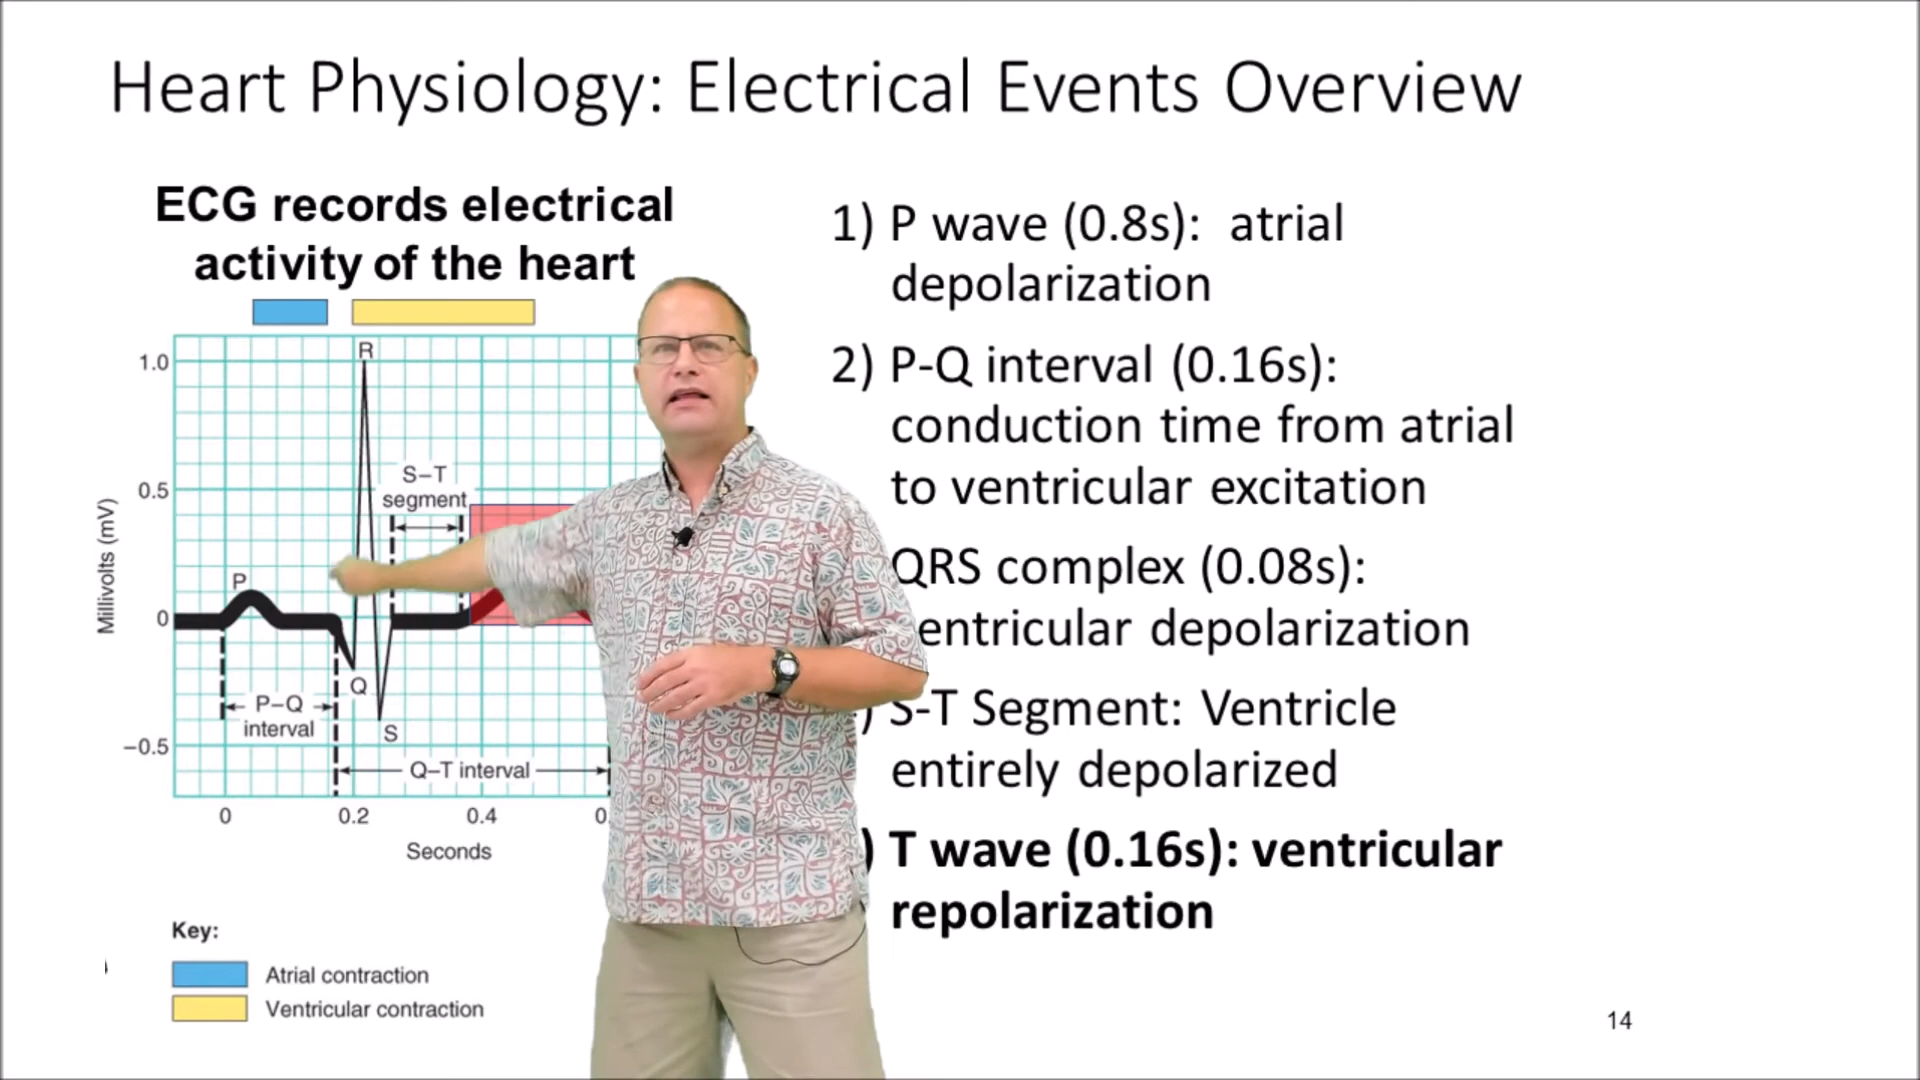 Heart Physiology: Electrical Events Overview
ECG records electrical
activity of the heart
1.0
0.5
0
−0.5
Millivolts (mV)
R
S–T
segment
P
Q
S
P–Q
interval
Q–T interval
0
0.2
0.4
0.
Seconds
Key:
Atrial contraction
Ventricular contraction
1) P wave (0.8s): atrial
depolarization
2) P-Q interval (0.16s):
conduction time from atrial
to ventricular excitation
QRS complex (0.08s):
entricular depolarization
) S-T Segment: Ventricle
entirely depolarized
) T wave (0.16s): ventricular
repolarization
14